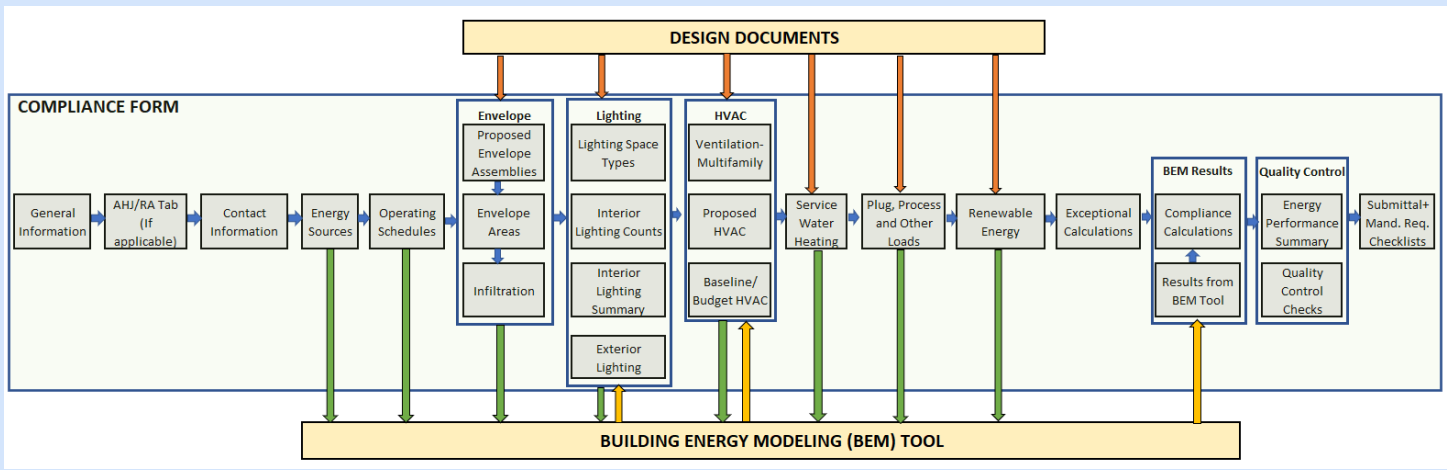 DESIGN DOCUMENTS
COMPLIANCE FORM
General
Information
AHJ/RA Tab
(If
applicable)
Contact
Information
Energy
Sources
Operating
Schedules
Envelope
Proposed
Envelope
Assemblies
Envelope
Areas
Infiltration
Lighting
Lighting Space
Types
Interior
Lighting Counts
Interior
Lighting
Summary
Exterior
Lighting
HVAC
Ventilation-
Multifamily
Proposed
HVAC
Baseline/
Budget HVAC
Service
Water
Heating
Plug, Process
and Other
Loads
Renewable
Energy
Exceptional
Calculations
BEM Results
Compliance
Calculations
Results from
BEM Tool
Quality Control
Energy
Performance
Summary
Quality
Control
Checks
Submittal+
Mand. Req.
Checklists
BUILDING ENERGY MODELING (BEM) TOOL